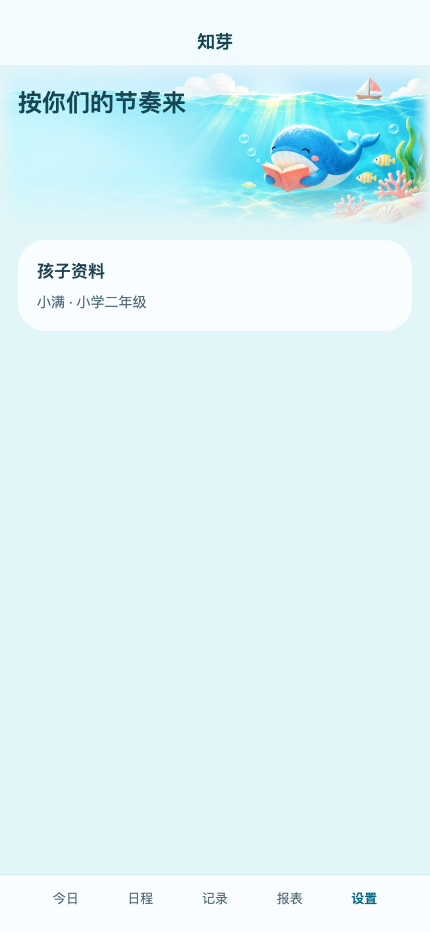 知芽
按你们的节奏来
孩子资料
小满 · 小学二年级
今日
日程
记录
报表
设置